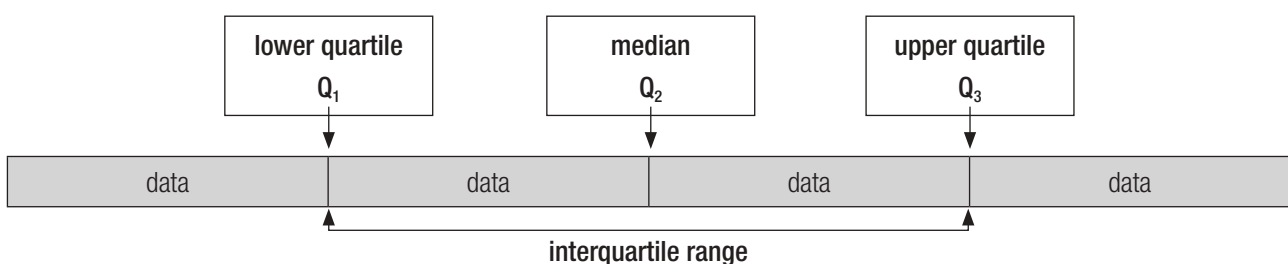 lower quartile
Q₁
median
Q₂
upper quartile
Q₃
data
data
data
data
interquartile range